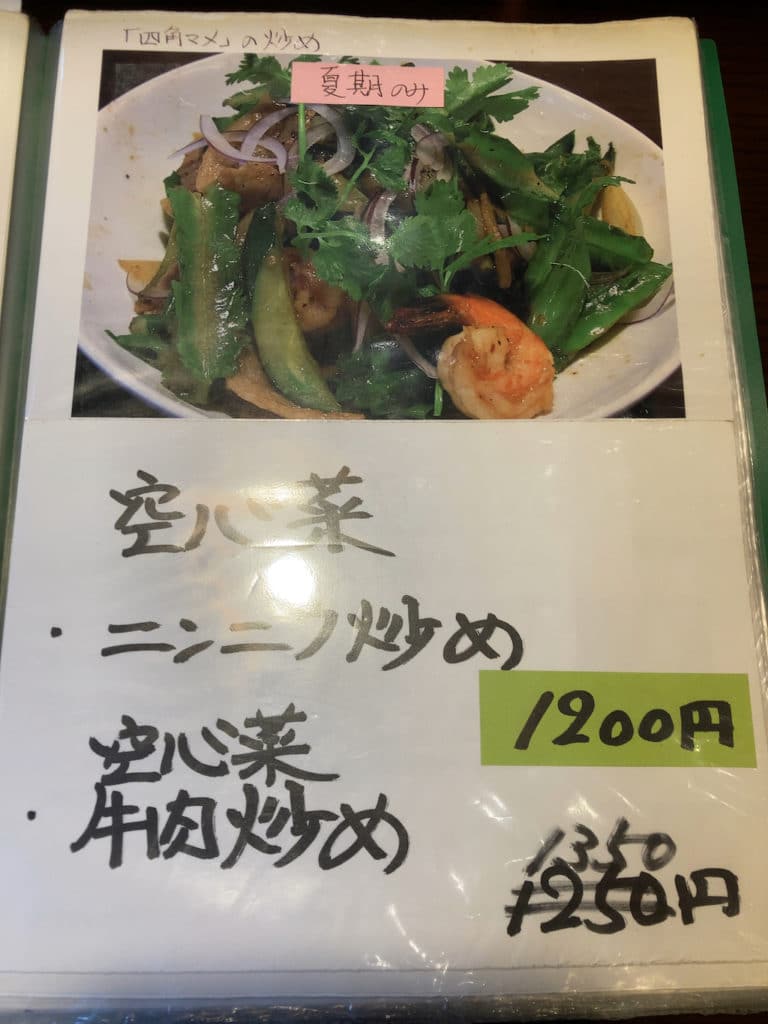 「四角マメ」の炒め
夏期のみ
空心菜
・ニンニノ炒め
1200円
空心菜
・牛肉炒め
1350
1250円